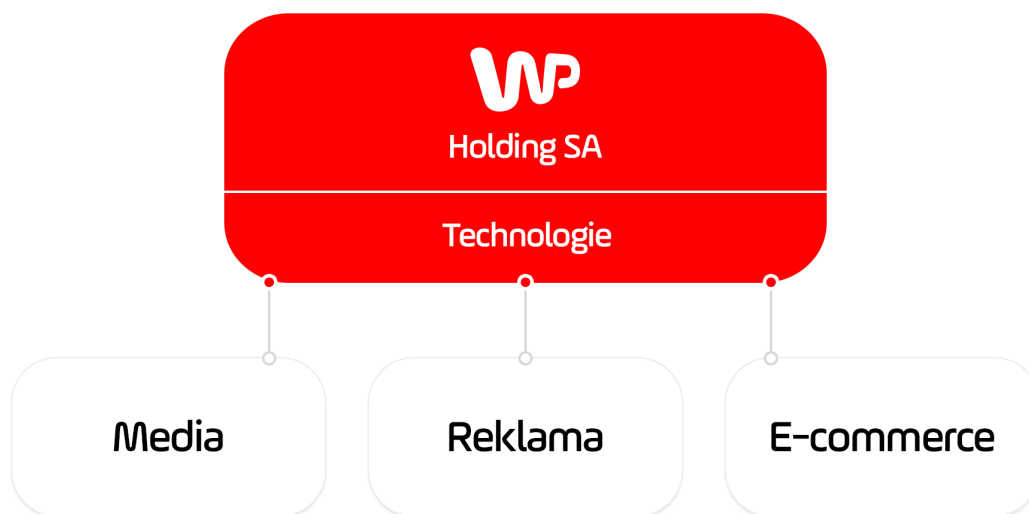 WP
Holding SA
Technologie
Media
Reklama
E-commerce